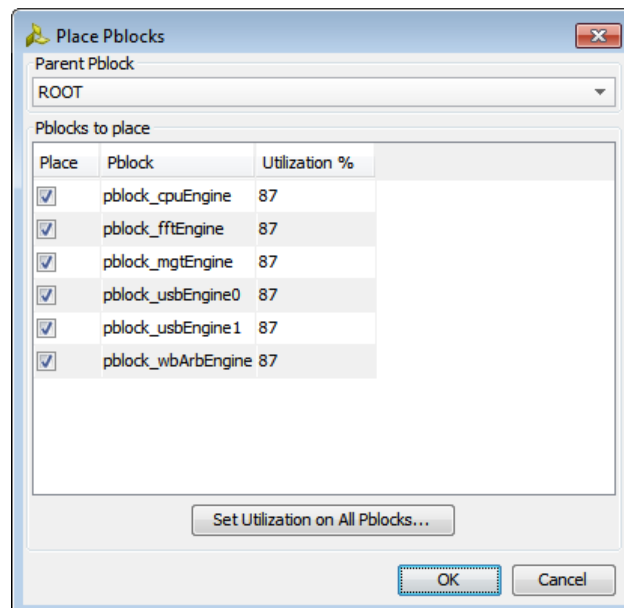 Place Pblocks
Parent Pblock
ROOT
Pblocks to place
Place Pblock Utilization %
pblock_cpuEngine 87
pblock_fftEngine 87
pblock_mgtEngine 87
pblock_usbEngine0 87
pblock_usbEngine1 87
pblock_wbArbEngine 87
Set Utilization on All Pblocks...
OK Cancel